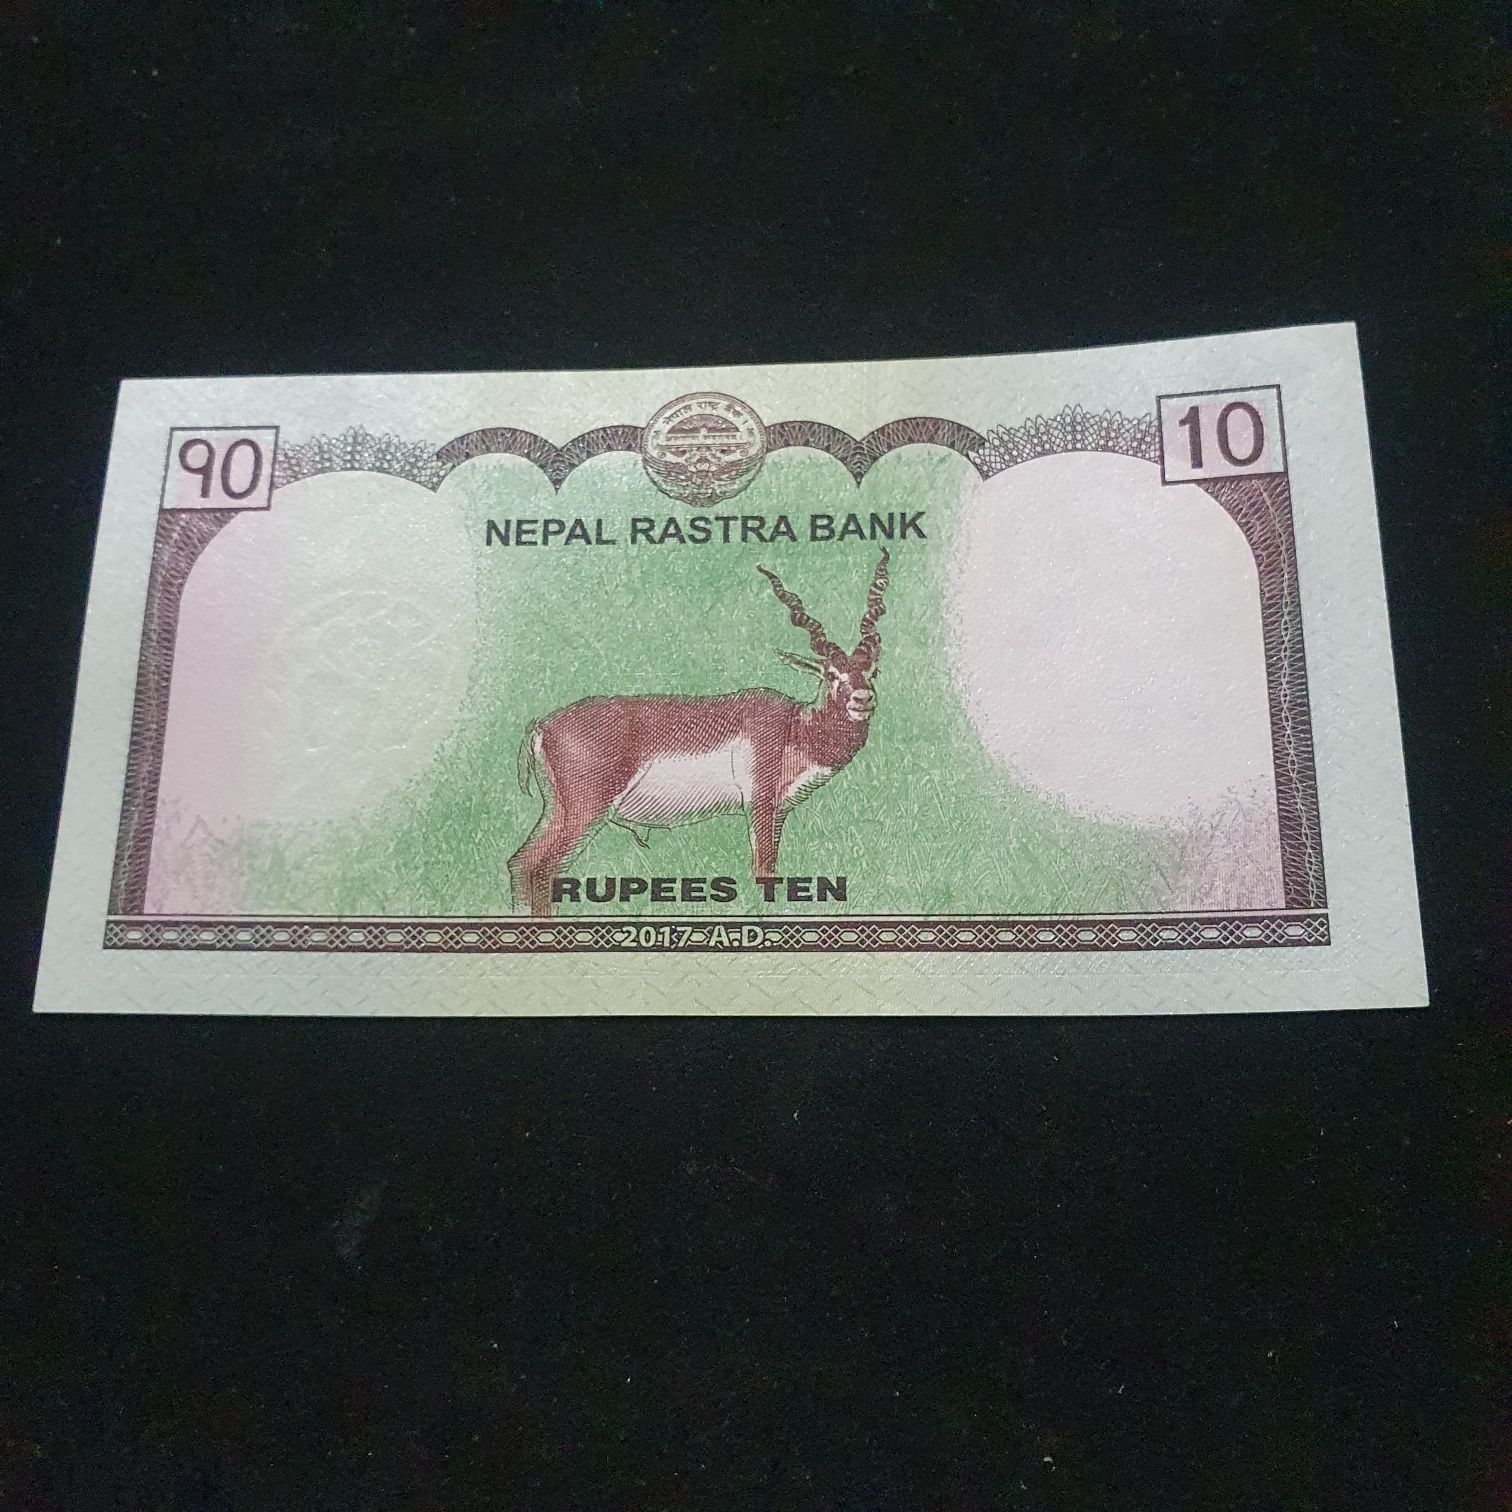 नेपाल राष्ट्र बैंक
१०
10
NEPAL RASTRA BANK
RUPEES TEN
2017 A.D.